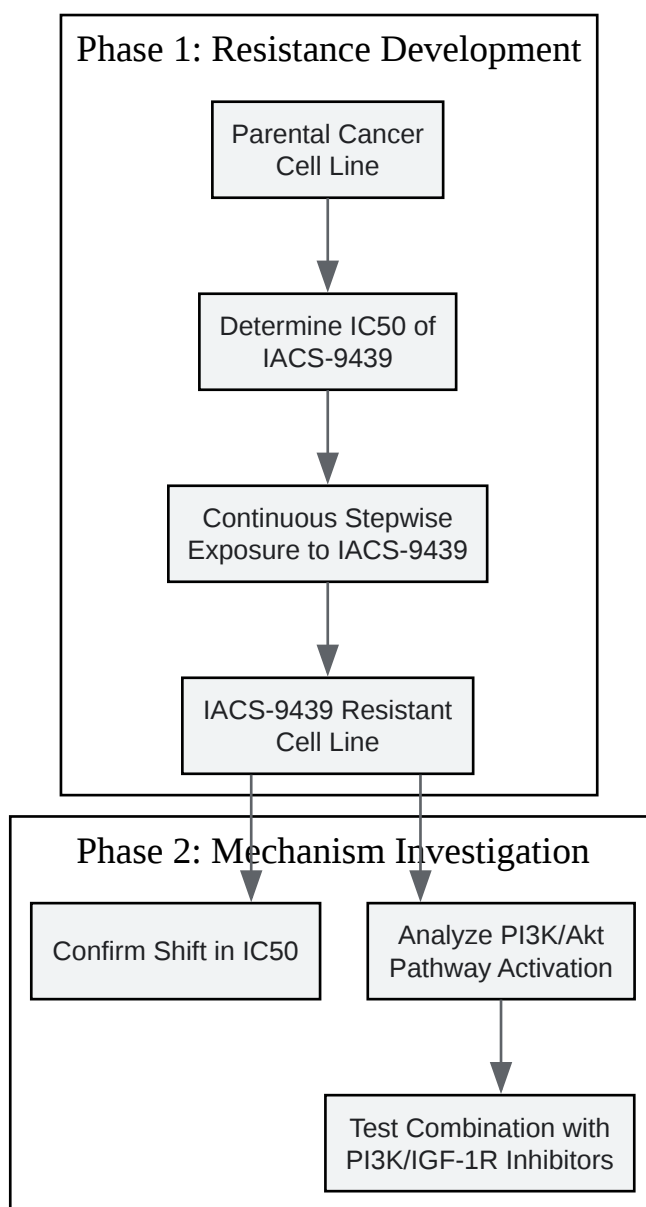 Phase 1: Resistance Development
Parental Cancer
Cell Line
Determine IC50 of
IACS-9439
Continuous Stepwise
Exposure to IACS-9439
IACS-9439 Resistant
Cell Line
Phase 2: Mechanism Investigation
Confirm Shift in IC50
Analyze PI3K/Akt
Pathway Activation
Test Combination with
PI3K/IGF-1R Inhibitors